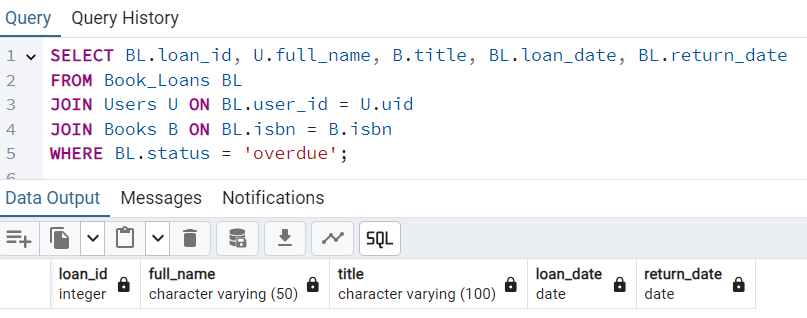 Query Query History
1 SELECT BL.loan_id, U.full_name, B.title, BL.loan_date, BL.return_date
2 FROM Book_Loans BL
3 JOIN Users U ON BL.user_id = U.uid
4 JOIN Books B ON BL.isbn = B.isbn
5 WHERE BL.status = 'overdue';
6
Data Output Messages Notifications
SQL
loan_id full_name title loan_date return_date
integer character varying (50) character varying (100) date date